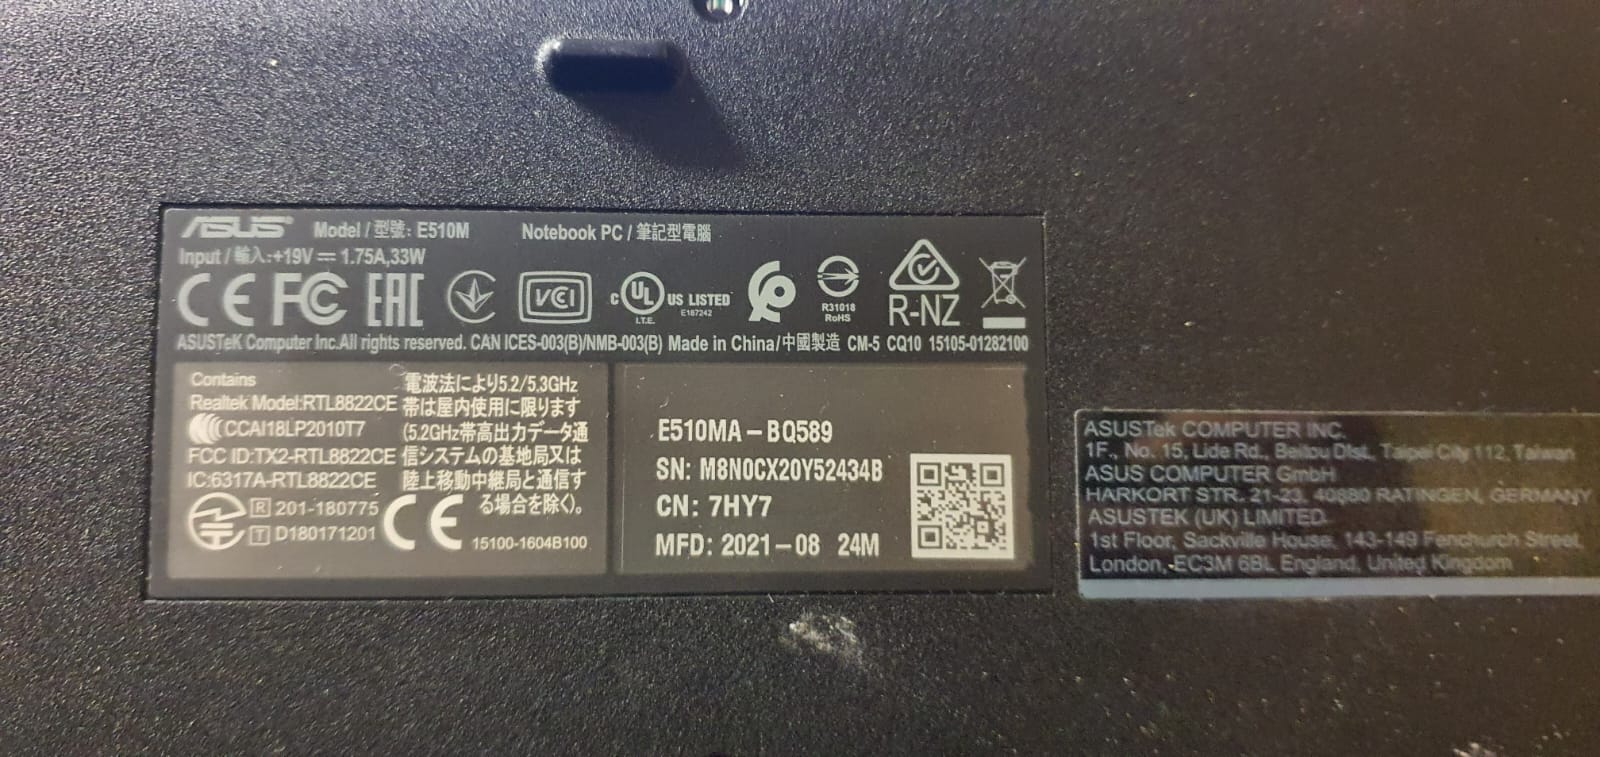 ASUS Model / 型號: E510M Notebook PC / 筆記型電腦
Input / 輸入:+19V ⎓ 1.75A,33W
CE FC EAC VCI C UL US LISTED R-NZ
I.T.E. E187242 R31018
RoHS
ASUSTeK Computer Inc.All rights reserved. CAN ICES-003(B)/NMB-003(B) Made in China/中國製造 CM-5 CQ10 15105-01282100
Contains
Realtek Model:RTL8822CE
CCAI18LP2010T7
FCC ID:TX2-RTL8822CE
IC:6317A-RTL8822CE
R 201-180775
T D180171201
電波法により5.2/5.3GHz
帯は屋内使用に限ります
(5.2GHz帯高出力データ通
信システムの基地局又は
陸上移動中継局と通信す
る場合を除く)。
CE 15100-1604B100
E510MA-BQ589
SN: M8N0CX20Y52434B
CN: 7HY7
MFD: 2021-08 24M
ASUSTek COMPUTER INC.
1F., No. 15, Lide Rd., Beitou Dist., Taipei City 112, Taiwan
ASUS COMPUTER GmbH
HARKORT STR. 21-23, 40880 RATINGEN, GERMANY
ASUSTEK (UK) LIMITED
1st Floor, Sackville House, 143-149 Fenchurch Street,
London, EC3M 6BL England, United Kingdom